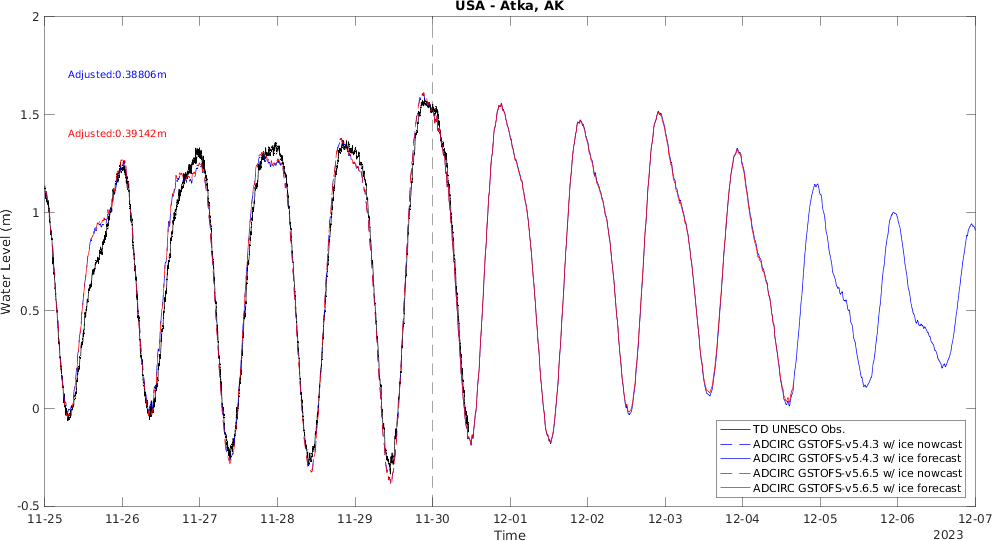 USA - Atka, AK
2
1.5
1
0.5
0
-0.5
Water Level (m)
Adjusted:0.38806m
Adjusted:0.39142m
TD UNESCO Obs.
ADCIRC GSTOFS-v5.4.3 w/ ice nowcast
ADCIRC GSTOFS-v5.4.3 w/ ice forecast
ADCIRC GSTOFS-v5.6.5 w/ ice nowcast
ADCIRC GSTOFS-v5.6.5 w/ ice forecast
11-25 11-26 11-27 11-28 11-29 11-30 12-01 12-02 12-03 12-04 12-05 12-06 12-07
Time
2023